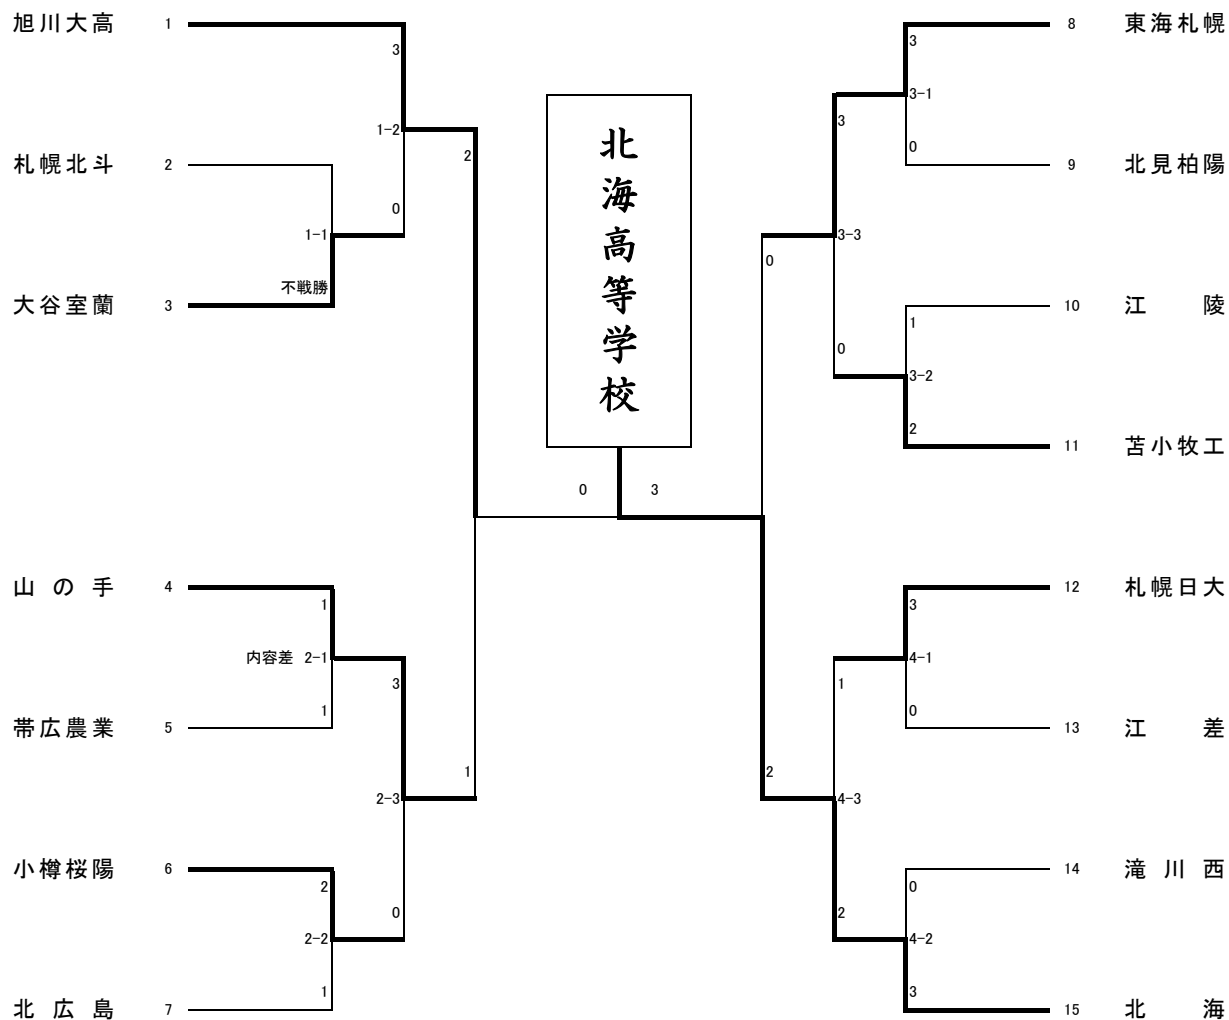 旭川大高 1
3
1-2
2
札幌北斗 2
0
1-1
不戦勝
大谷室蘭 3
山の手 4
1
内容差 2-1
3
1
帯広農業 5
1
2-3
小樽桜陽 6
2
0
2-2
1
北広島 7
北海高等学校
0 3
8 東海札幌
3
3-1
3
0
9 北見柏陽
3-3
0
10 江陵
1
0
3-2
2
11 苫小牧工
12 札幌日大
3
4-1
1
0
13 江差
2
4-3
14 滝川西
0
2
4-2
3
15 北海